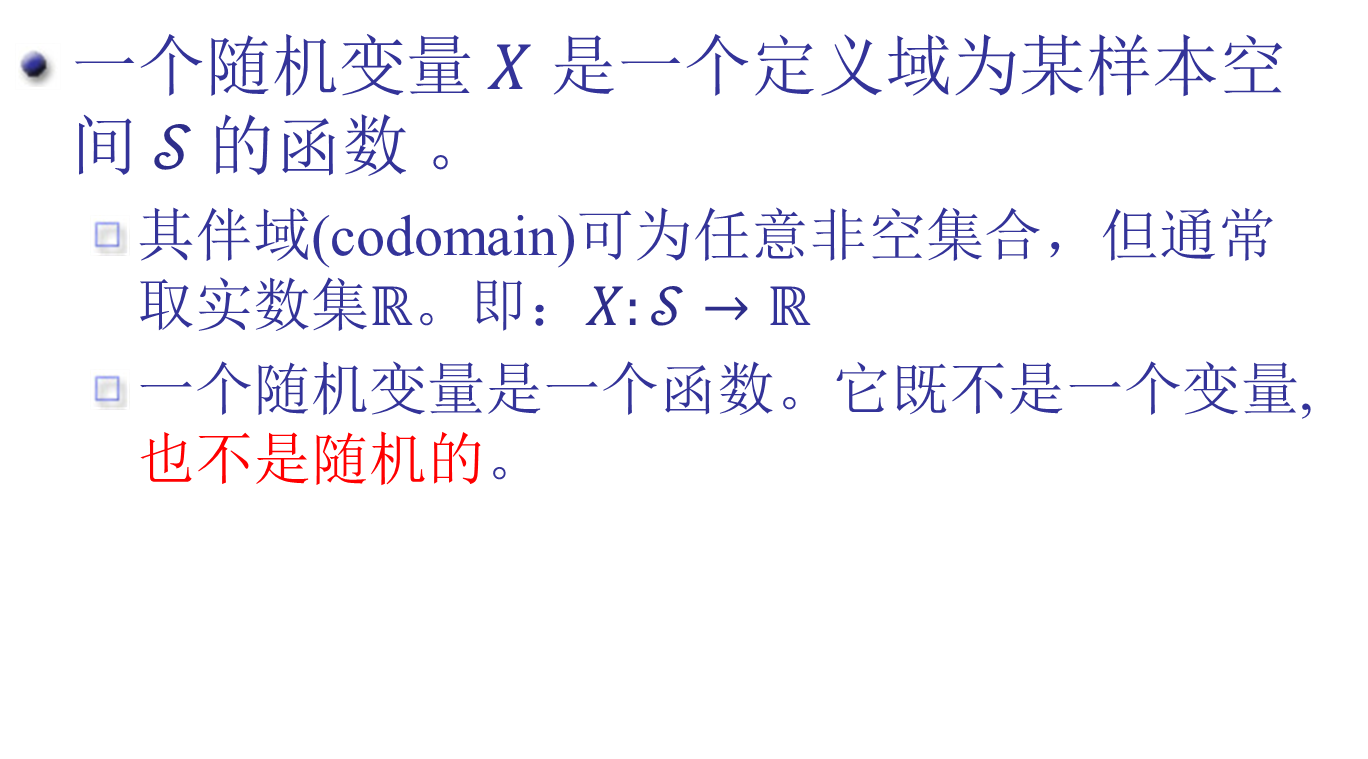 一个随机变量 𝑋 是一个定义域为某样本空
间 𝒮 的函数 。
其伴域(codomain)可为任意非空集合，但通常
取实数集ℝ。即：𝑋: 𝒮 → ℝ
一个随机变量是一个函数。它既不是一个变量,
也不是随机的。